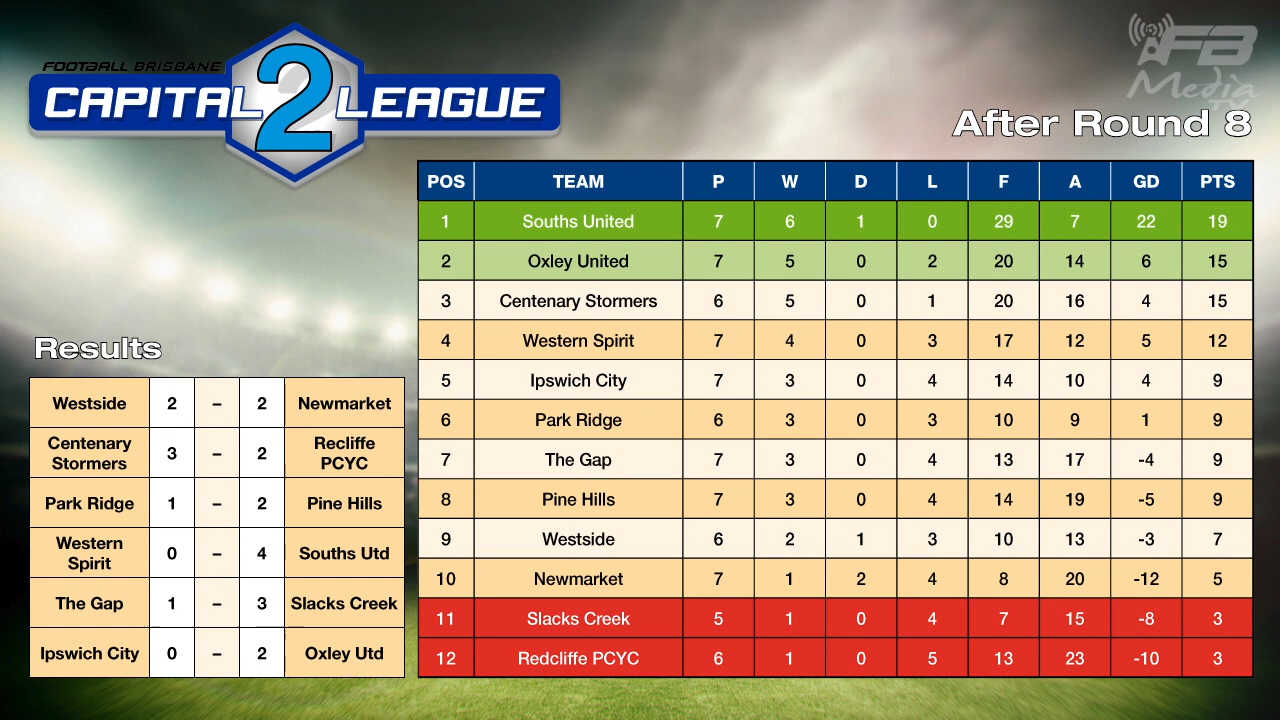 FOOTBALL BRISBANE
CAPITAL 2 LEAGUE
FB
Media
After Round 8
POS TEAM P W D L F A GD PTS
1 Souths United 7 6 1 0 29 7 22 19
2 Oxley United 7 5 0 2 20 14 6 15
3 Centenary Stormers 6 5 0 1 20 16 4 15
4 Western Spirit 7 4 0 3 17 12 5 12
5 Ipswich City 7 3 0 4 14 10 4 9
6 Park Ridge 6 3 0 3 10 9 1 9
7 The Gap 7 3 0 4 13 17 -4 9
8 Pine Hills 7 3 0 4 14 19 -5 9
9 Westside 6 2 1 3 10 13 -3 7
10 Newmarket 7 1 2 4 8 20 -12 5
11 Slacks Creek 5 1 0 4 7 15 -8 3
12 Redcliffe PCYC 6 1 0 5 13 23 -10 3
Results
Westside 2 – 2 Newmarket
Centenary Stormers 3 – 2 Recliffe PCYC
Park Ridge 1 – 2 Pine Hills
Western Spirit 0 – 4 Souths Utd
The Gap 1 – 3 Slacks Creek
Ipswich City 0 – 2 Oxley Utd